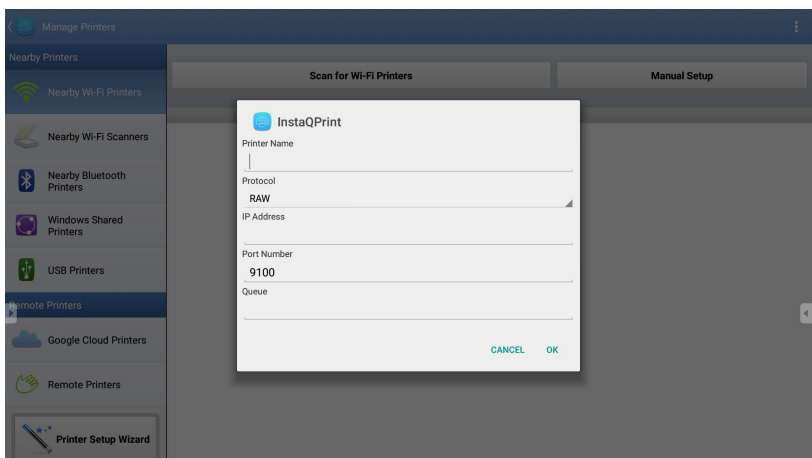 Manage Printers
Nearby Printers
Nearby Wi-Fi Printers
Nearby Wi-Fi Scanners
Nearby Bluetooth
Printers
Windows Shared
Printers
USB Printers
Remote Printers
Google Cloud Printers
Remote Printers
Printer Setup Wizard
Scan for Wi-Fi Printers
Manual Setup
InstaQPrint
Printer Name
Protocol
RAW
IP Address
Port Number
9100
Queue
CANCEL OK